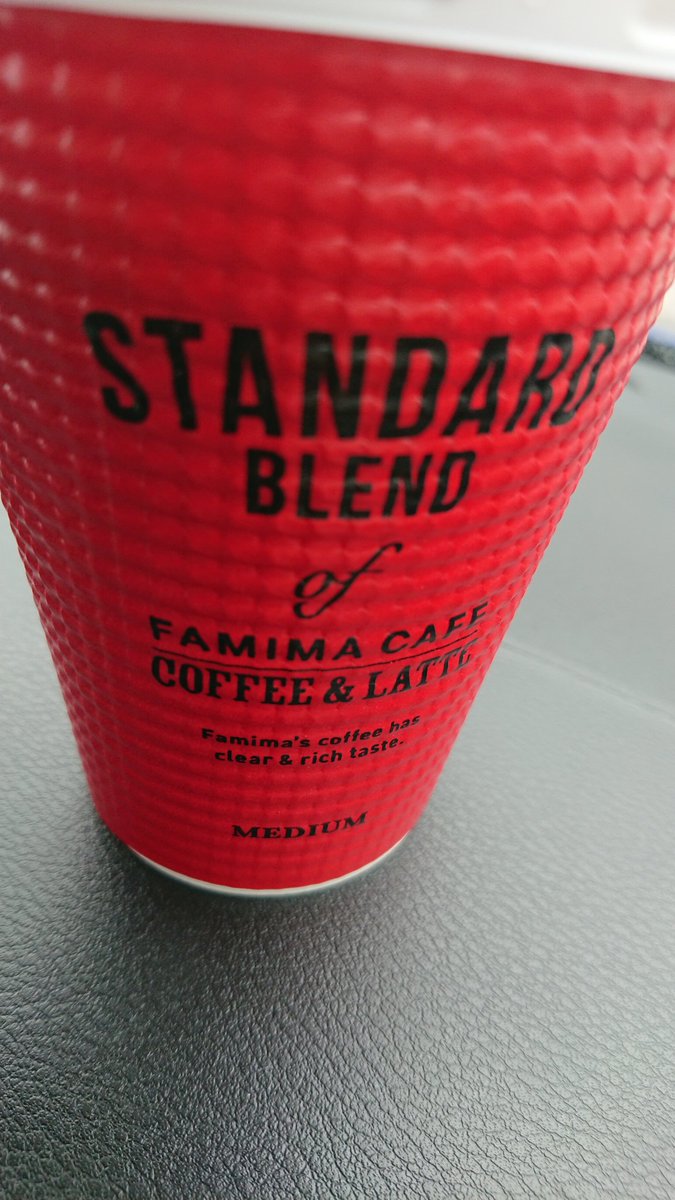 STANDARD
BLEND
of
FAMIMA CAFE
COFFEE & LATTE
Famima's coffee has
clear & rich taste.
MEDIUM